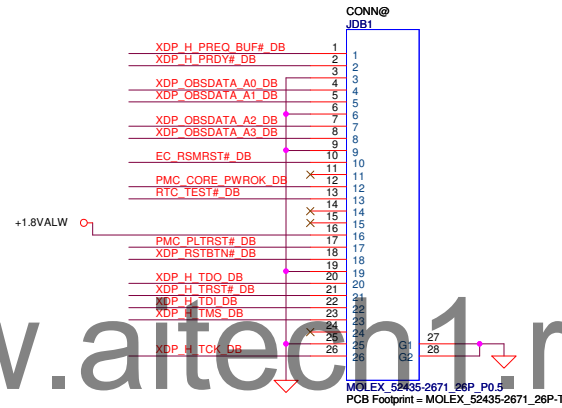 CONN@
JDB1
XDP_H_PREQ_BUF#_DB 1 1
XDP_H_PRDY#_DB 2 2
3 3
XDP_OBSDATA_A0_DB 4 4
XDP_OBSDATA_A1_DB 5 5
6 6
XDP_OBSDATA_A2_DB 7 7
XDP_OBSDATA_A3_DB 8 8
9 9
EC_RSMRST#_DB 10 10
11 11
PMC_CORE_PWROK_DB 12 12
RTC_TEST#_DB 13 13
14 14
15 15
+1.8VALW 16 16
PMC_PLTRST#_DB 17 17
XDP_RSTBTN#_DB 18 18
19 19
XDP_H_TDO_DB 20 20
XDP_H_TRST#_DB 21 21
XDP_H_TDI_DB 22 22
XDP_H_TMS_DB 23 23
24 24
25 25 G1 27
XDP_H_TCK_DB 26 26 G2 28
w.aitech1.r
MOLEX_52435-2671_26P_P0.5
PCB Footprint = MOLEX_52435-2671_26P-T